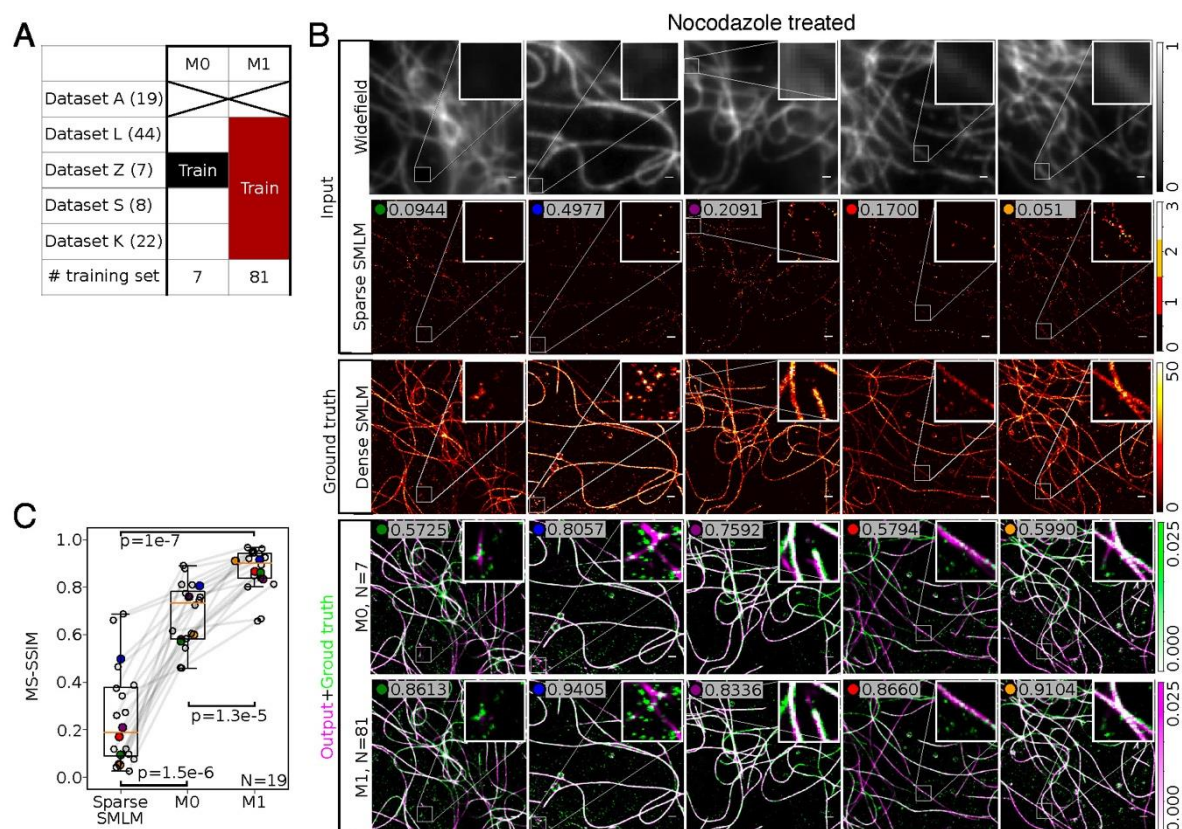 A
M0 M1
Dataset A (19)
Dataset L (44)
Dataset Z (7) Train
Train
Dataset S (8)
Dataset K (22)
# training set 7 81
B
Nocodazole treated
Input
Widefield
1
0
Sparse SMLM
0.0944 0.4977 0.2091 0.1700 0.051
3
2
1
0
Ground truth
Dense SMLM
50
0
Output+Groud truth
M0, N=7
0.5725 0.8057 0.7592 0.5794 0.5990
0.025
0.000
M1, N=81
0.8613 0.9405 0.8336 0.8660 0.9104
0.025
0.000
C
MS-SSIM
1.0
0.8
0.6
0.4
0.2
0.0
p=1e-7
p=1.3e-5
p=1.5e-6
N=19
Sparse
SMLM
M0 M1